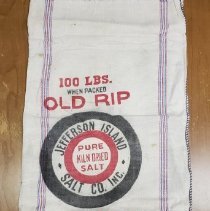 100 LBS.
WHEN PACKED
OLD RIP
JEFFERSON ISLAND
PURE
KILN DRIED
SALT
SALT CO. INC.